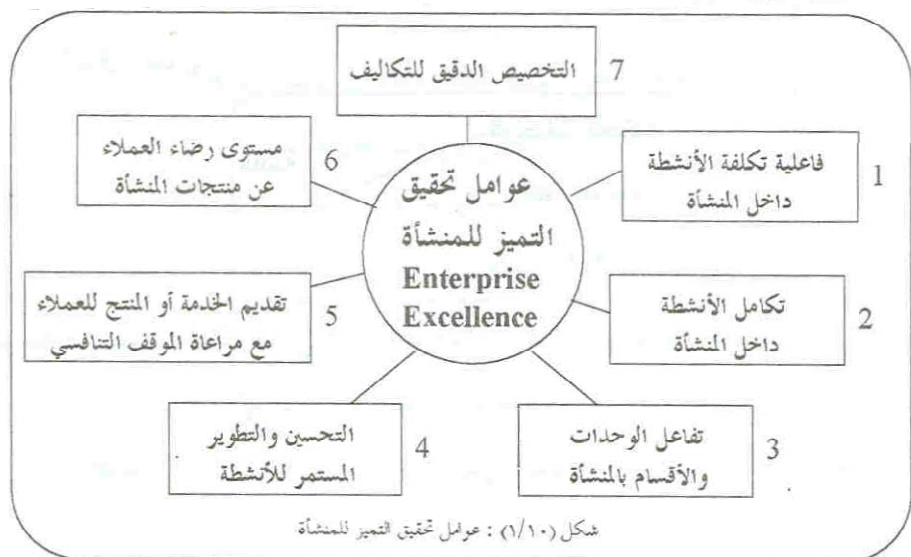 التخصيص الدقيق للتكاليف
7
عوامل تحقيق
التميز للمنشأة
Enterprise
Excellence
فاعلية تكلفة الأنشطة
داخل المنشأة
1
تكامل الأنشطة
داخل المنشأة
2
تفاعل الوحدات
والأقسام بالمنشأة
3
التحسين والتطوير
المستمر للأنشطة
4
تقديم الخدمة أو المنتج للعملاء
مع مراعاة الموقف التنافسي
5
مستوى رضاء العملاء
عن منتجات المنشأة
6
شكل (١/١٠) : عوامل تحقيق التميز للمنشأة